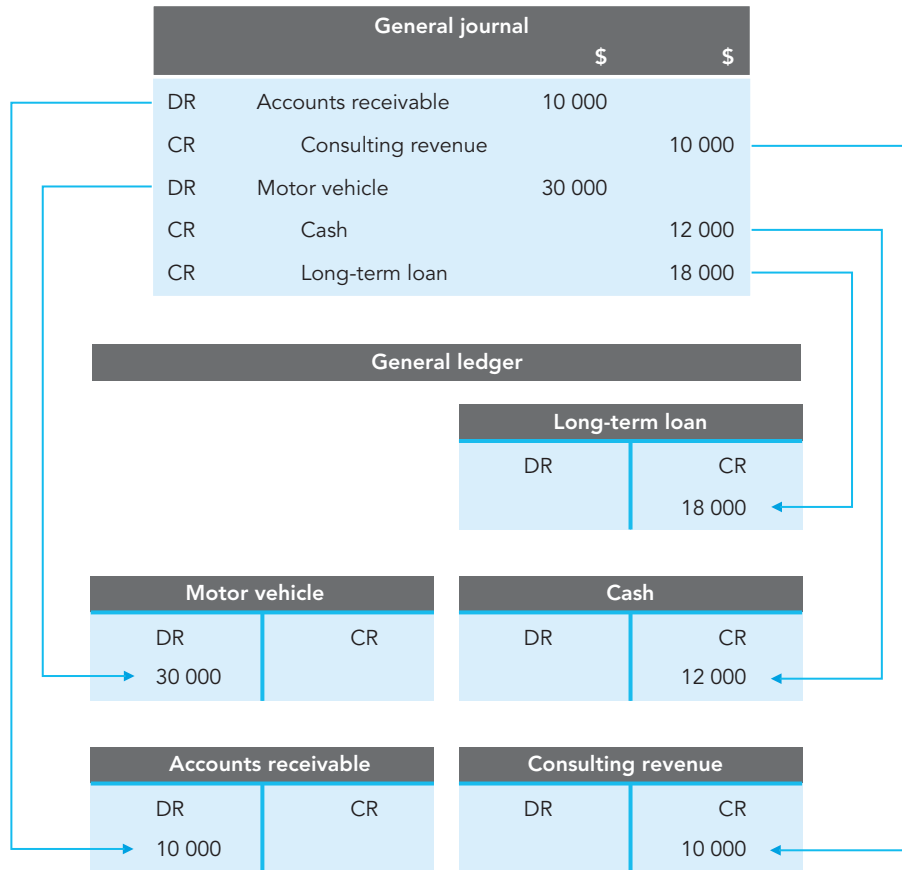 General journal
$ $
DR Accounts receivable 10 000
CR Consulting revenue 10 000
DR Motor vehicle 30 000
CR Cash 12 000
CR Long-term loan 18 000
General ledger
Long-term loan
DR CR
18 000
Motor vehicle
DR CR
30 000
Cash
DR CR
12 000
Accounts receivable
DR CR
10 000
Consulting revenue
DR CR
10 000